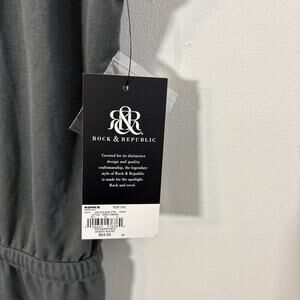 R&R
ROCK & REPUBLIC
Coveted for its distinctive
design and quality
craftsmanship, the legendary
style of Rock & Republic
is made for the spotlight.
Rock and revel.
KOHL'S
$64.00